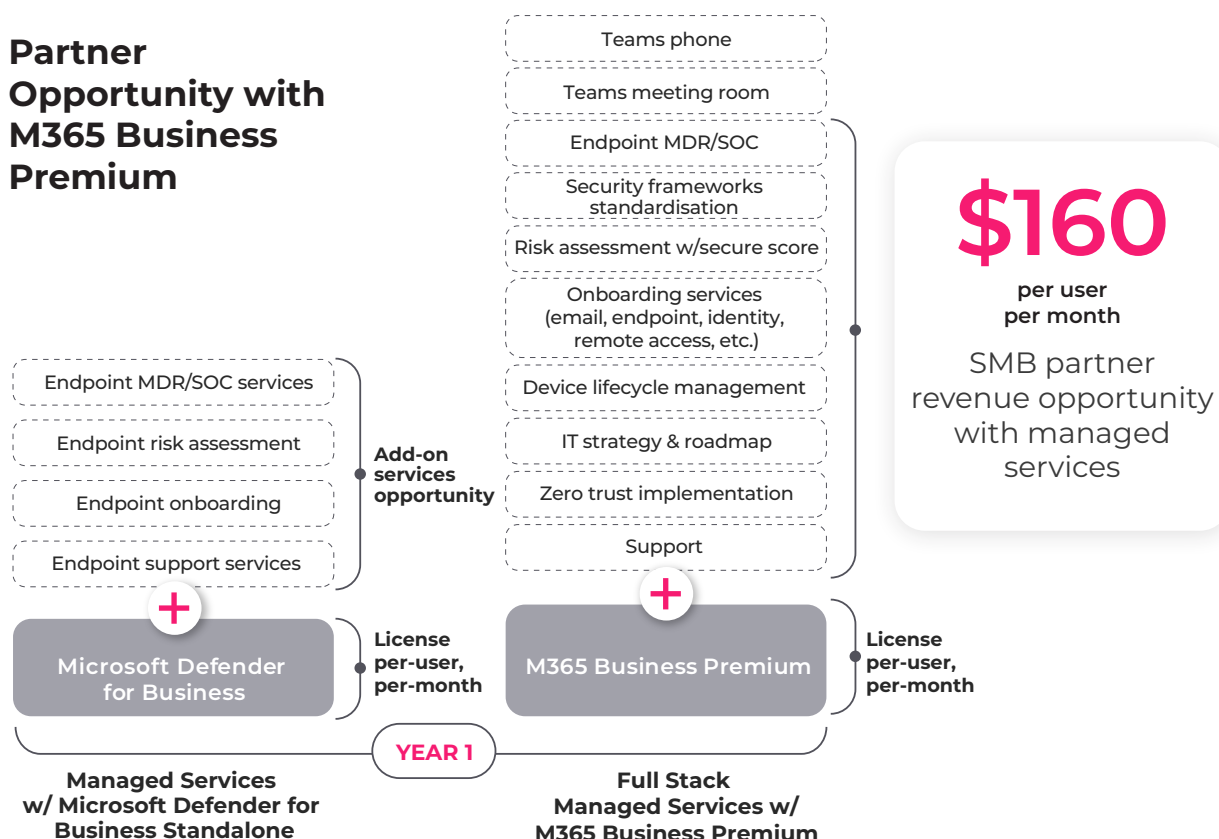 Partner
Opportunity with
M365 Business
Premium
Teams phone
Teams meeting room
Endpoint MDR/SOC
Security frameworks
standardisation
Risk assessment w/secure score
Onboarding services
(email, endpoint, identity,
remote access, etc.)
Device lifecycle management
IT strategy & roadmap
Zero trust implementation
Support
+
M365 Business Premium
License
per-user,
per-month
$160
per user
per month
SMB partner
revenue opportunity
with managed
services
Endpoint MDR/SOC services
Endpoint risk assessment
Endpoint onboarding
Endpoint support services
Add-on
services
opportunity
+
Microsoft Defender
for Business
License
per-user,
per-month
YEAR 1
Managed Services
w/ Microsoft Defender for
Business Standalone
Full Stack
Managed Services w/
M365 Business Premium